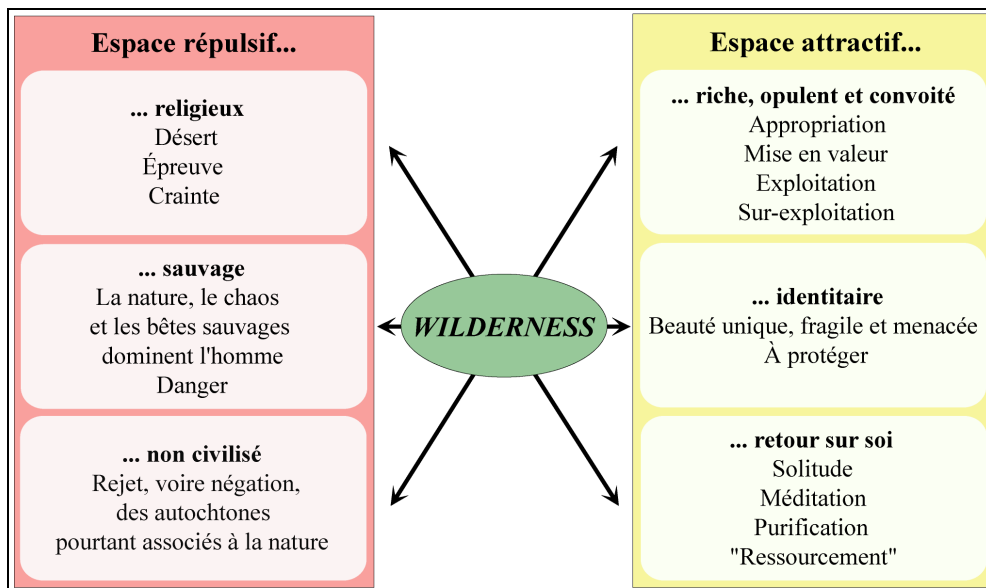 Espace répulsif...
... religieux
Désert
Épreuve
Crainte
... sauvage
La nature, le chaos
et les bêtes sauvages
dominent l'homme
Danger
... non civilisé
Rejet, voire négation,
des autochtones
pourtant associés à la nature
WILDERNESS
Espace attractif...
... riche, opulent et convoité
Appropriation
Mise en valeur
Exploitation
Sur-exploitation
... identitaire
Beauté unique, fragile et menacée
À protéger
... retour sur soi
Solitude
Méditation
Purification
"Ressourcement"